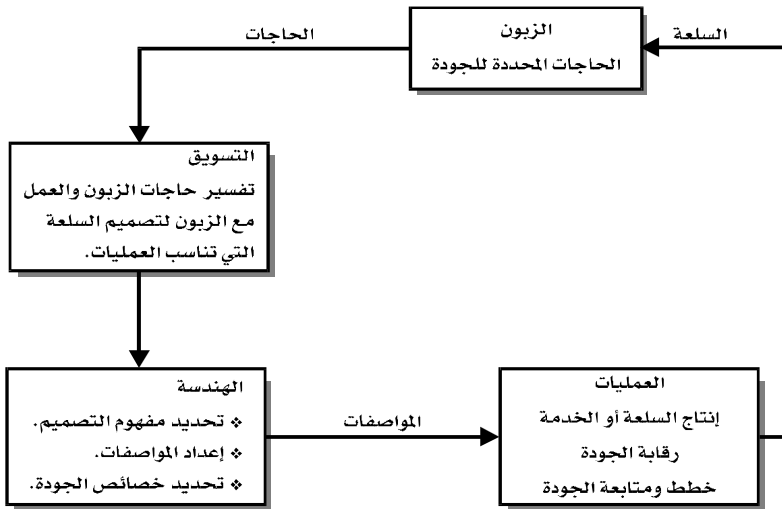 الزبون
الحاجات المحددة للجودة
السلعة
الحاجات
التسويق
تفسير حاجات الزبون والعمل
مع الزبون لتصميم السلعة
التي تناسب العمليات.
الهندسة
❖ تحديد مفهوم التصميم.
❖ إعداد المواصفات.
❖ تحديد خصائص الجودة.
المواصفات
العمليات
إنتاج السلعة أو الخدمة
رقابة الجودة
خطط ومتابعة الجودة